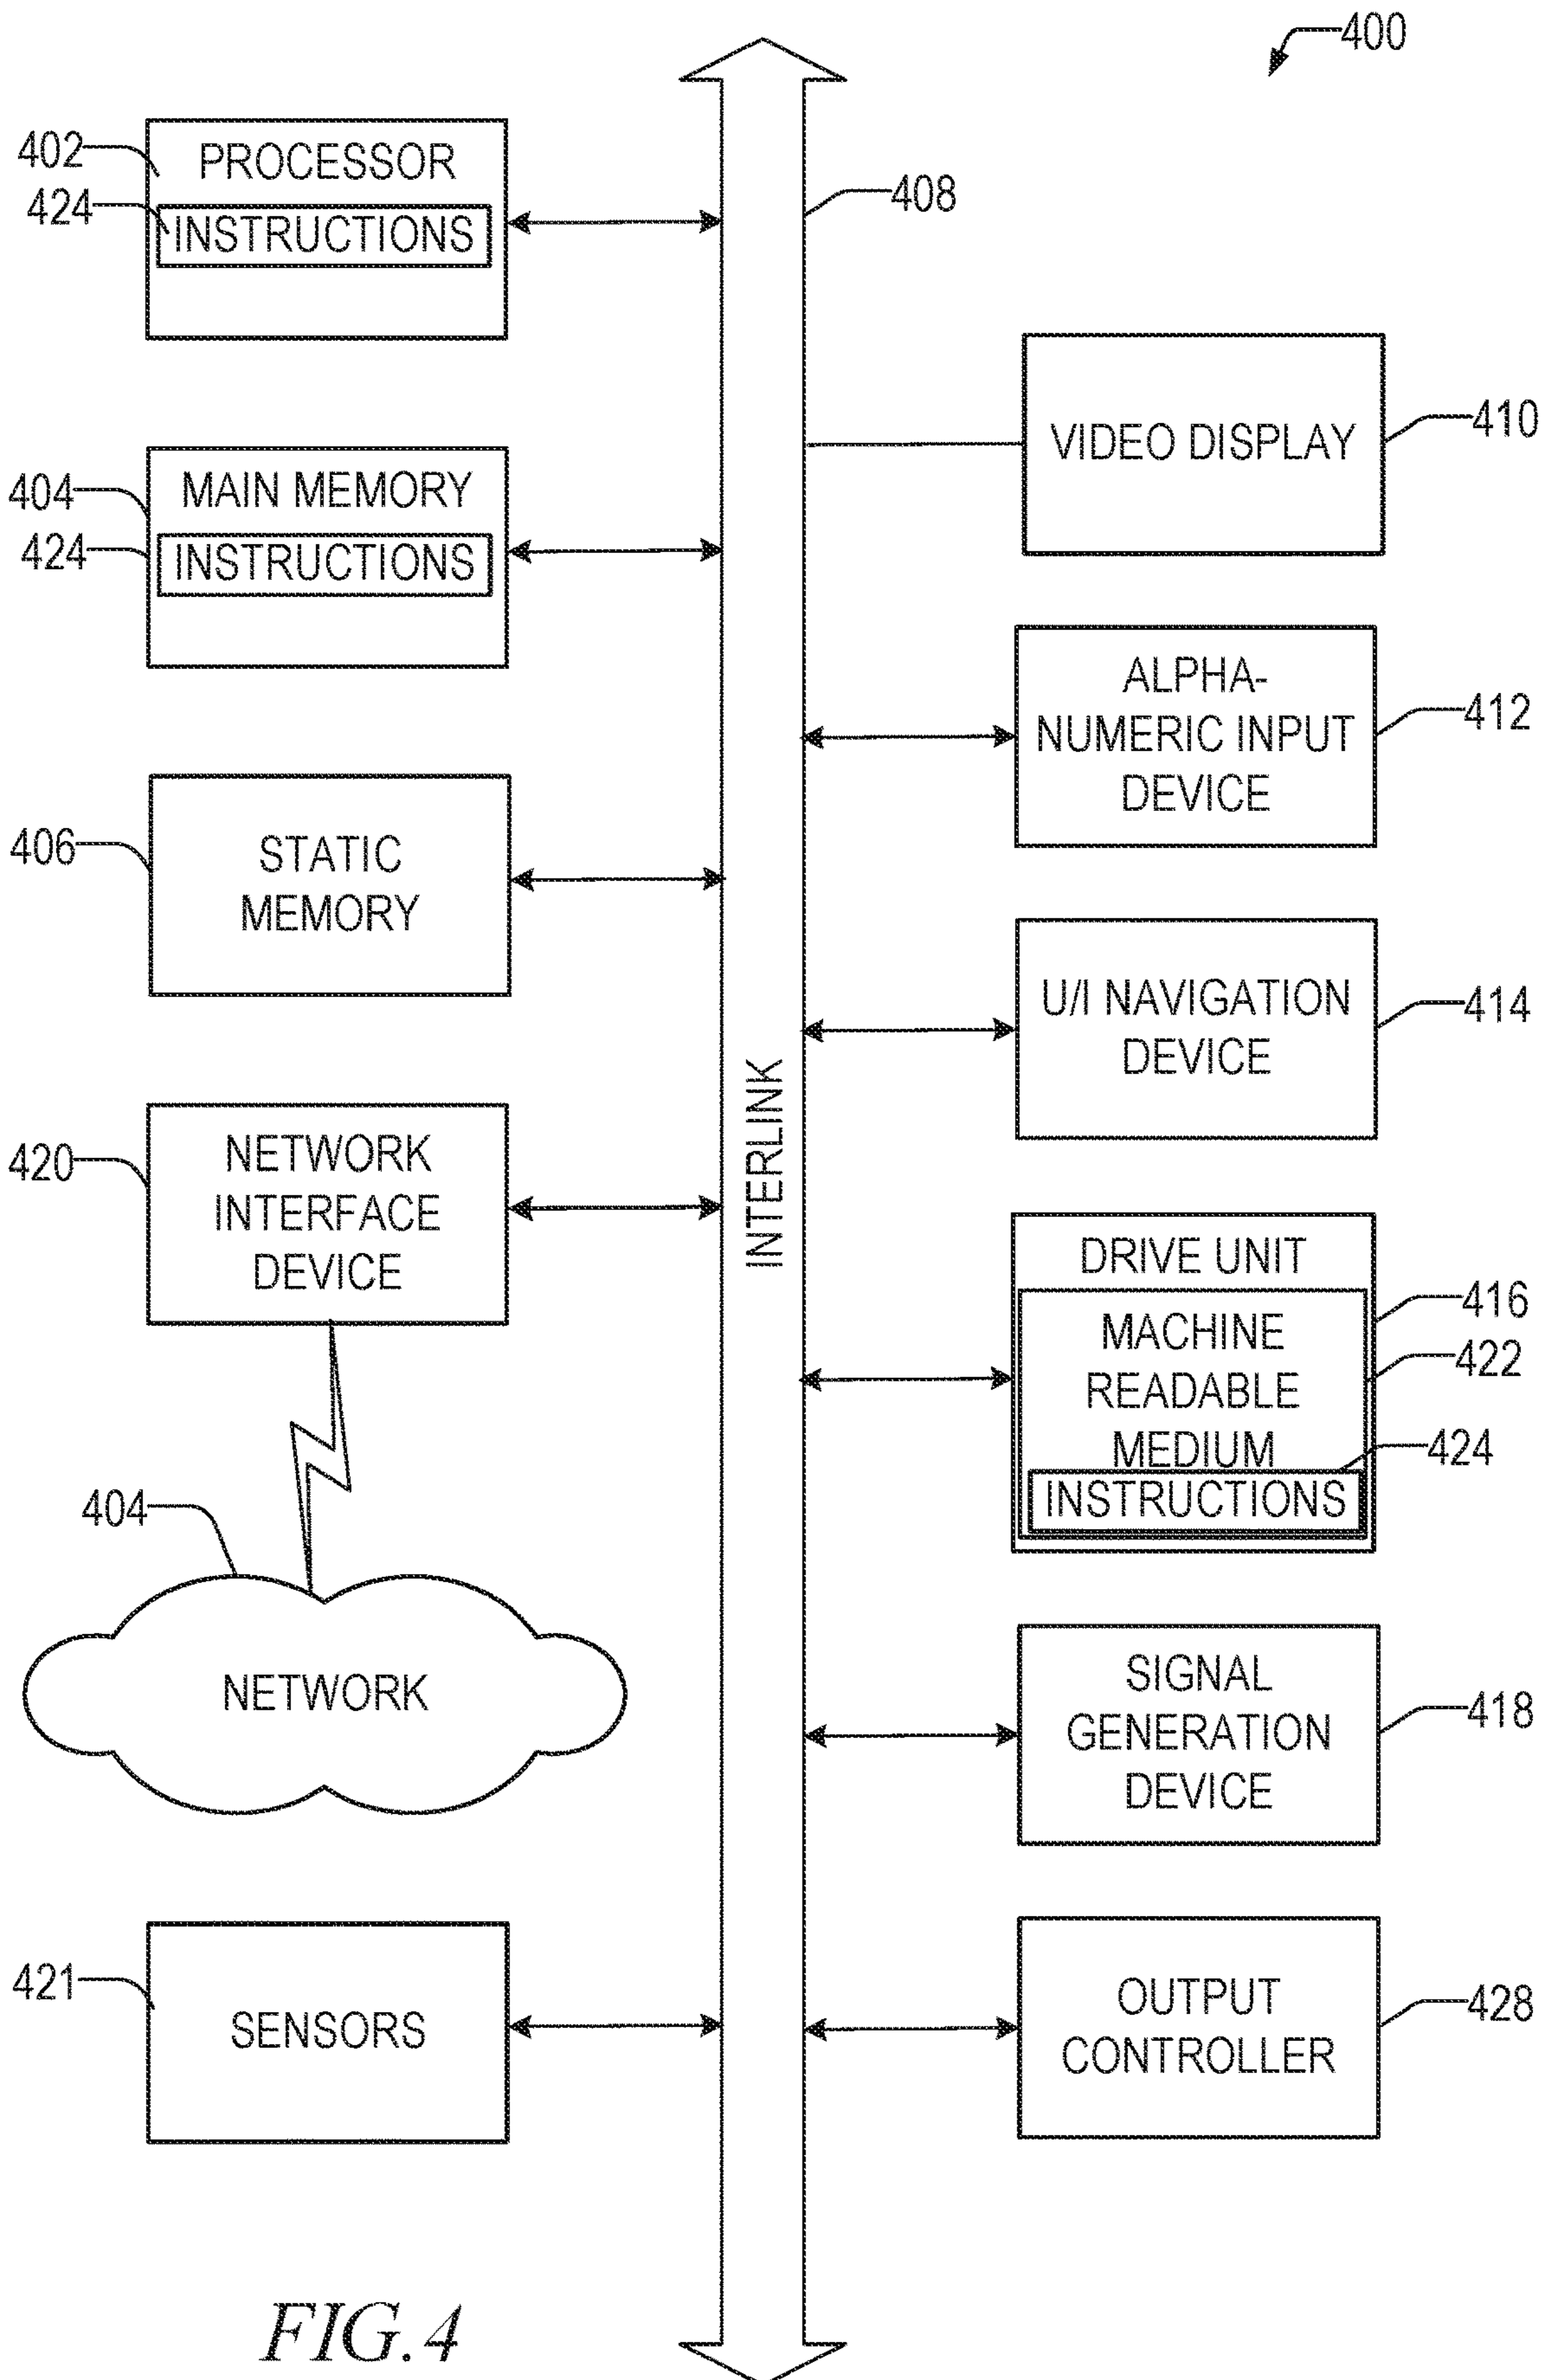 400
402
PROCESSOR
424
INSTRUCTIONS
408
404
MAIN MEMORY
424
INSTRUCTIONS
VIDEO DISPLAY
410
ALPHA-
NUMERIC INPUT
DEVICE
412
406
STATIC
MEMORY
U/I NAVIGATION
DEVICE
414
INTERLINK
420
NETWORK
INTERFACE
DEVICE
DRIVE UNIT
416
MACHINE
READABLE
MEDIUM
422
424
INSTRUCTIONS
404
NETWORK
SIGNAL
GENERATION
DEVICE
418
421
SENSORS
OUTPUT
CONTROLLER
428
FIG. 4